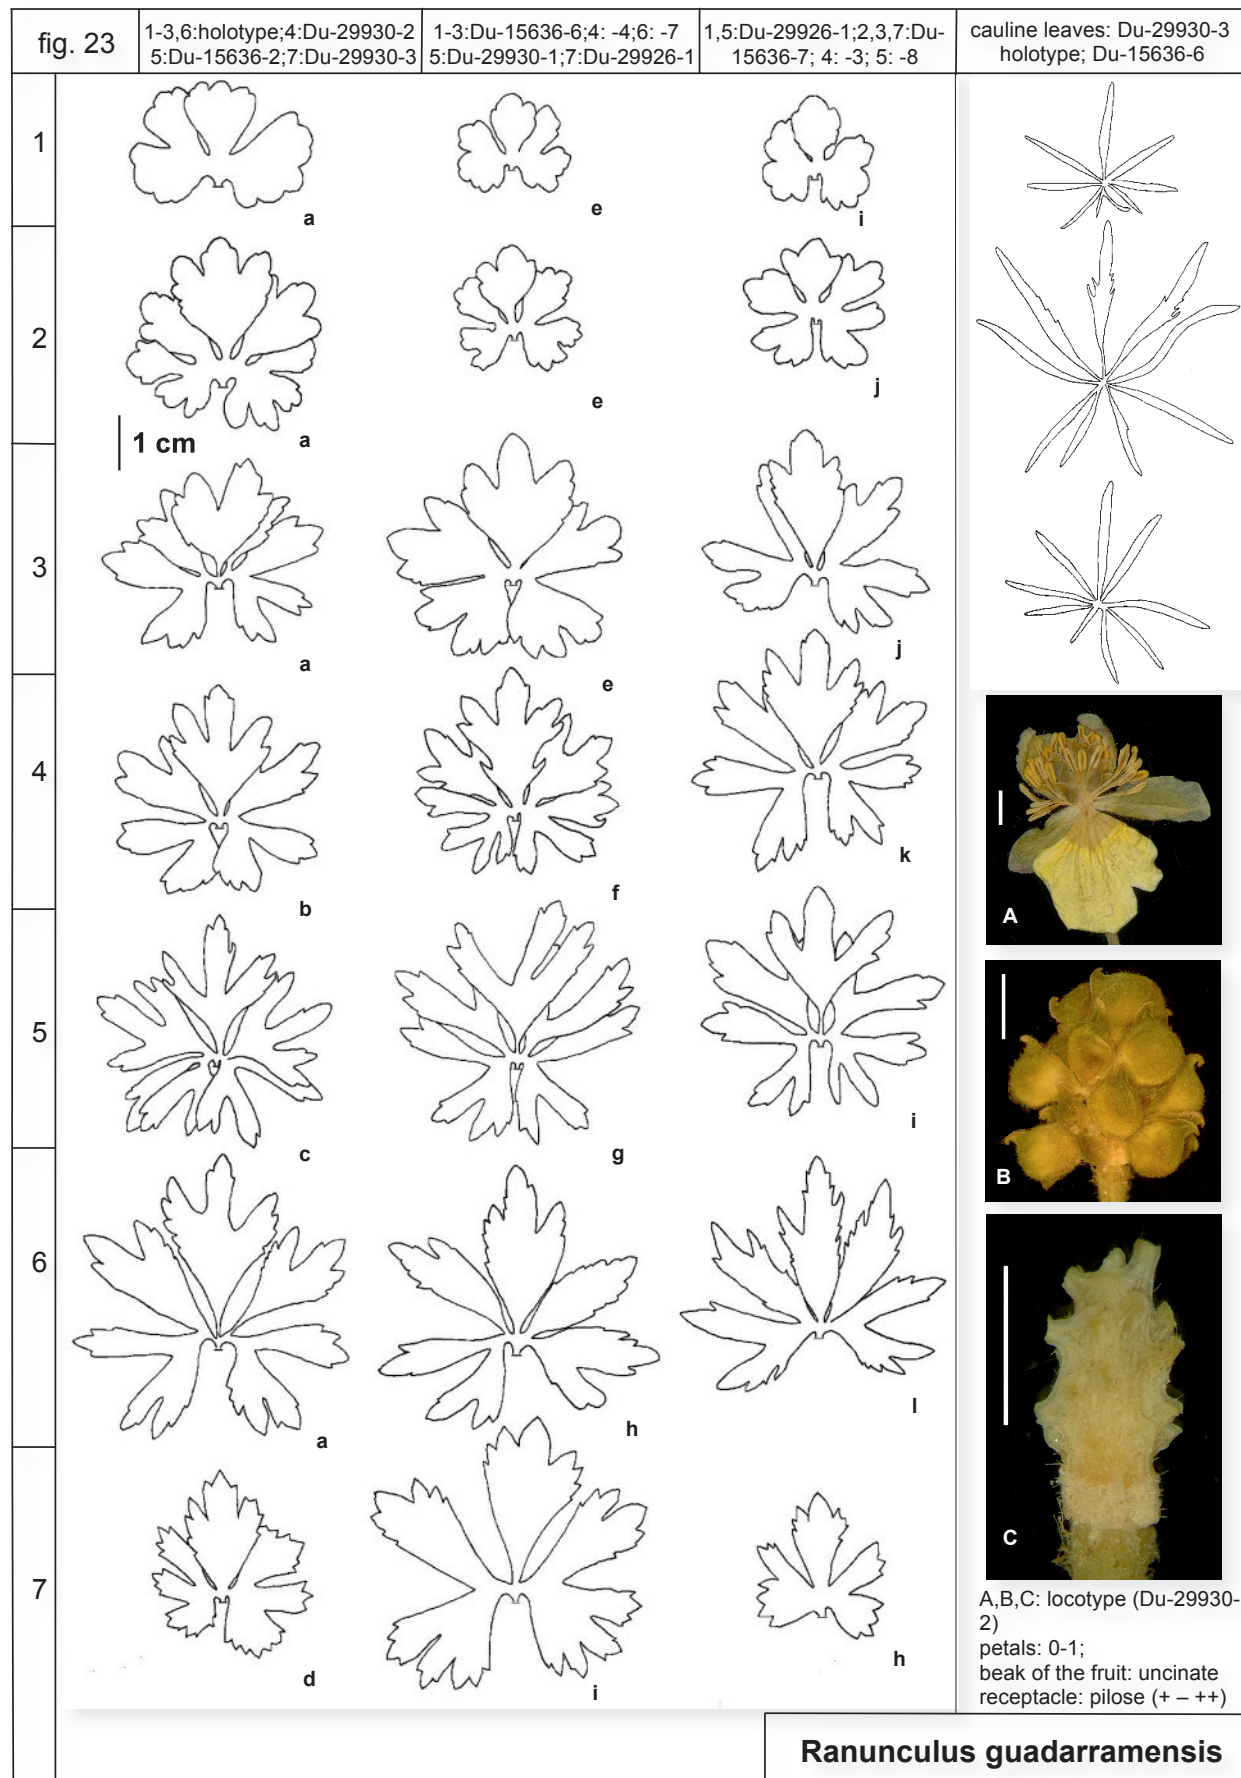 fig. 23
1-3,6:holotype;4:Du-29930-2
5:Du-15636-2;7:Du-29930-3
1-3:Du-15636-6;4: -4;6: -7
5:Du-29930-1;7:Du-29926-1
1,5:Du-29926-1;2,3,7:Du-
15636-7; 4: -3; 5: -8
cauline leaves: Du-29930-3
holotype; Du-15636-6
1
a
e
i
2
a
e
j
1 cm
3
a
e
j
4
b
f
k
5
c
g
i
6
a
h
l
7
d
i
h
A
B
C
A,B,C: locotype (Du-29930-
2)
petals: 0-1;
beak of the fruit: uncinate
receptacle: pilose (+ – ++)
Ranunculus guadarramensis